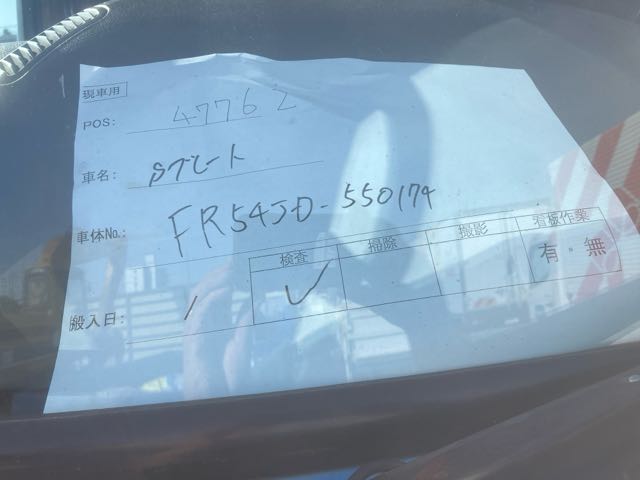 現車用
POS: 47762
車名: Sグレート
車体No.: FR54JD-550174
検査 掃除 撮影 看板作業
搬入日: / ✓ 有・無